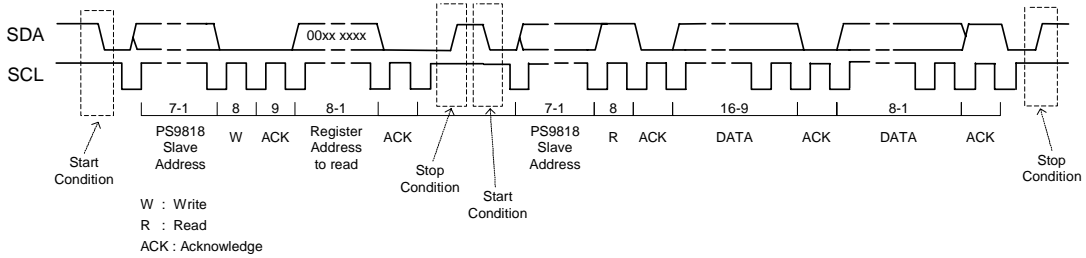 SDA
00xx xxxx
SCL
7-1 8 9 8-1 7-1 8 16-9 8-1
PS9818 Slave Address
W
ACK
Register Address to read
ACK
PS9818 Slave Address
R
ACK
DATA
ACK
DATA
ACK
Start Condition
Stop Condition
Start Condition
Stop Condition
W : Write
R : Read
ACK : Acknowledge